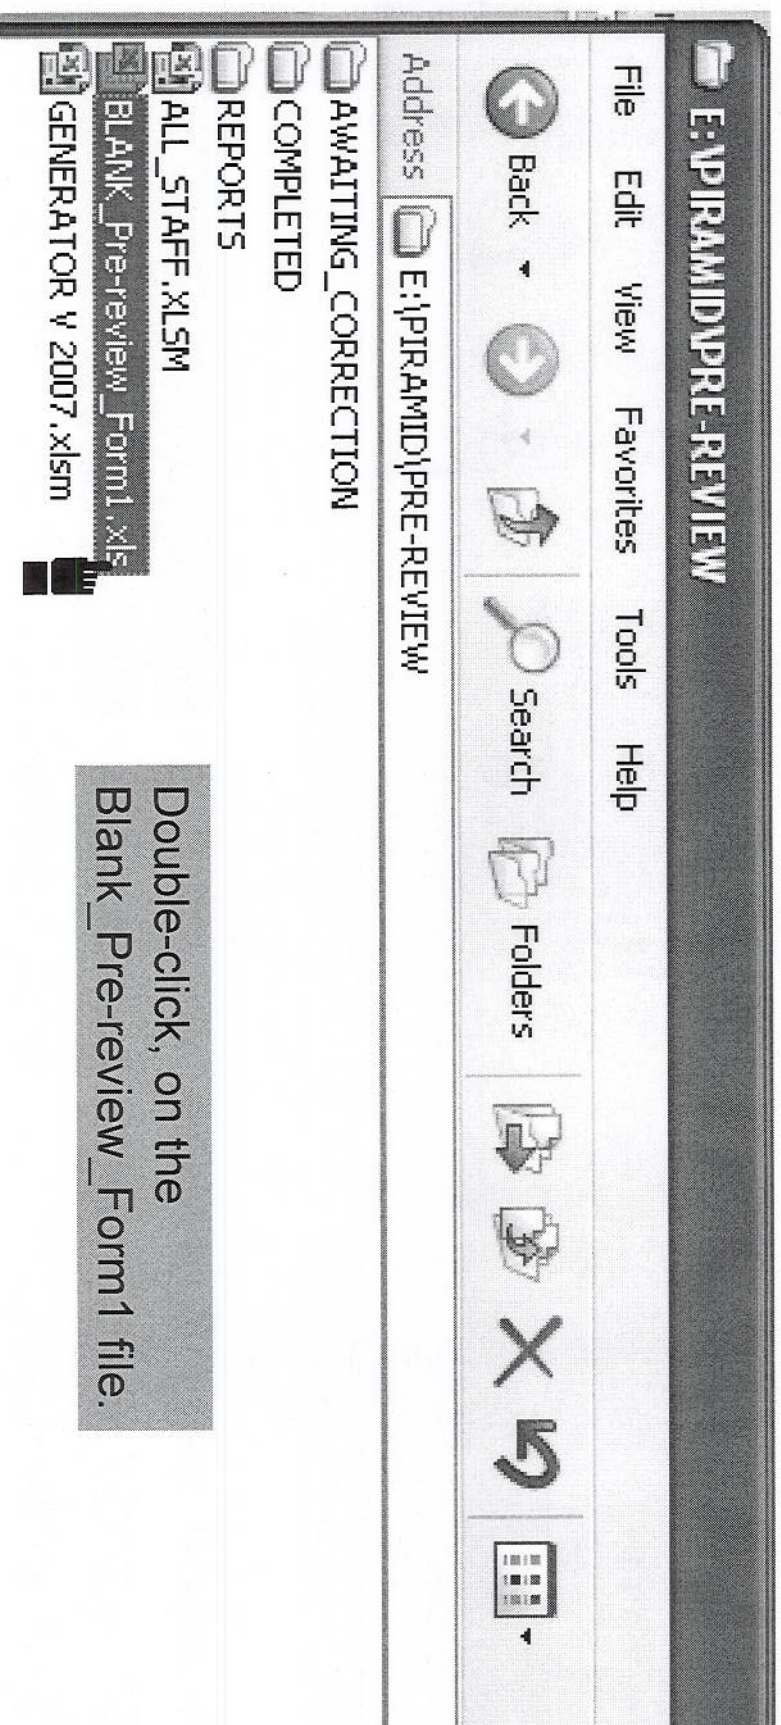 E:\PIRAMID\PRE-REVIEW
File Edit View Favorites Tools Help
Back Search Folders
Address E:\PIRAMID\PRE-REVIEW
AWAITING_CORRECTION
COMPLETED
REPORTS
ALL_STAFF.XLSM
BLANK_Pre-review_Form1.xls
GENERATOR V 2007.xlsm
Double-click, on the
Blank_Pre-review_Form1 file.